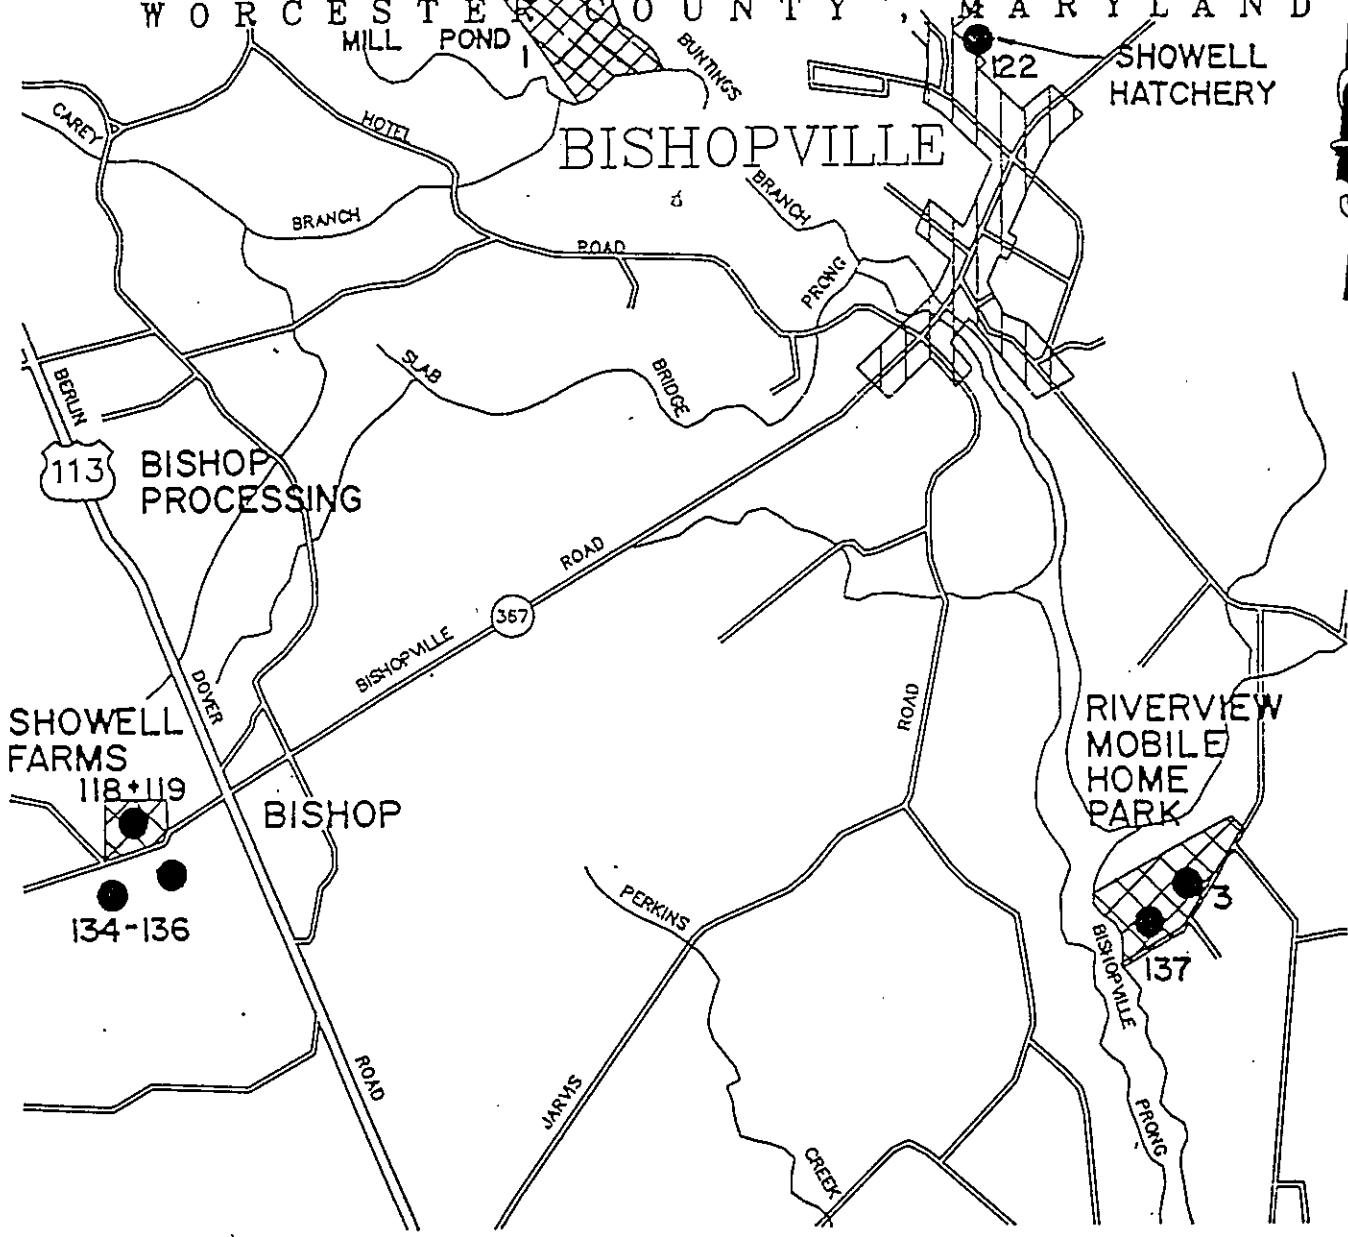 WORCESTER COUNTY, MARYLAND
MILL POND
1
BUNTINGS
122
SHOWELL
HATCHERY
CAREY
HOTEL
BISHOPVILLE
BRANCH
BRANCH
ROAD
PRONG
SLAB
BRIDGE
BERLIN
113
BISHOP
PROCESSING
ROAD
367
BISHOPVILLE
DOVER
SHOWELL
FARMS
118+119
BISHOP
ROAD
RIVERVIEW
MOBILE
HOME
PARK
134-136
PERKINS
3
137
BISHOPVILLE
ROAD
JARVIS
PRONG
CREEK